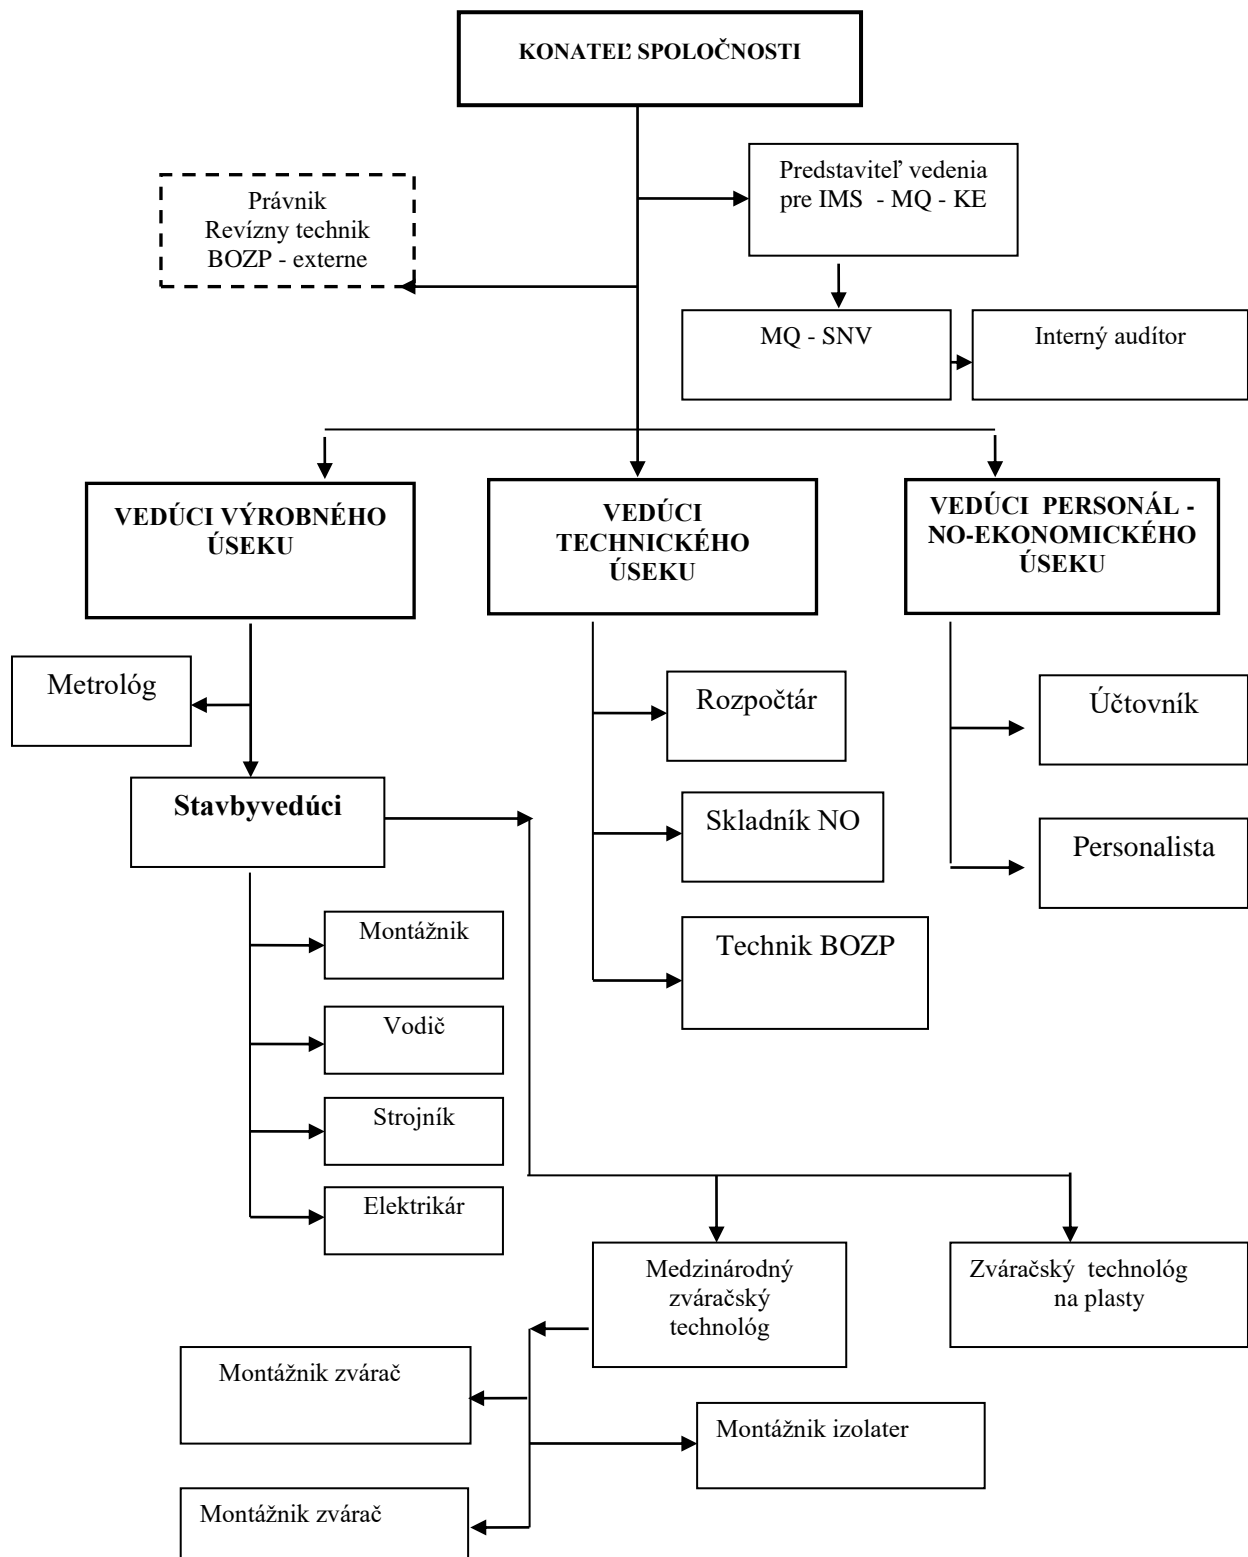 KONATEĽ SPOLOČNOSTI
Predstaviteľ vedenia
pre IMS - MQ - KE
Právnik
Revízny technik
BOZP - externe
MQ - SNV
Interný audítor
VEDÚCI VÝROBNÉHO
ÚSEKU
VEDÚCI
TECHNICKÉHO
ÚSEKU
VEDÚCI PERSONÁL -
NO-EKONOMICKÉHO
ÚSEKU
Metrológ
Rozpočtár
Účtovník
Stavbyvedúci
Skladník NO
Personalista
Montážnik
Technik BOZP
Vodič
Strojník
Elektrikár
Medzinárodný
zváračský
technológ
Zváračský technológ
na plasty
Montážnik zvárač
Montážnik izolater
Montážnik zvárač